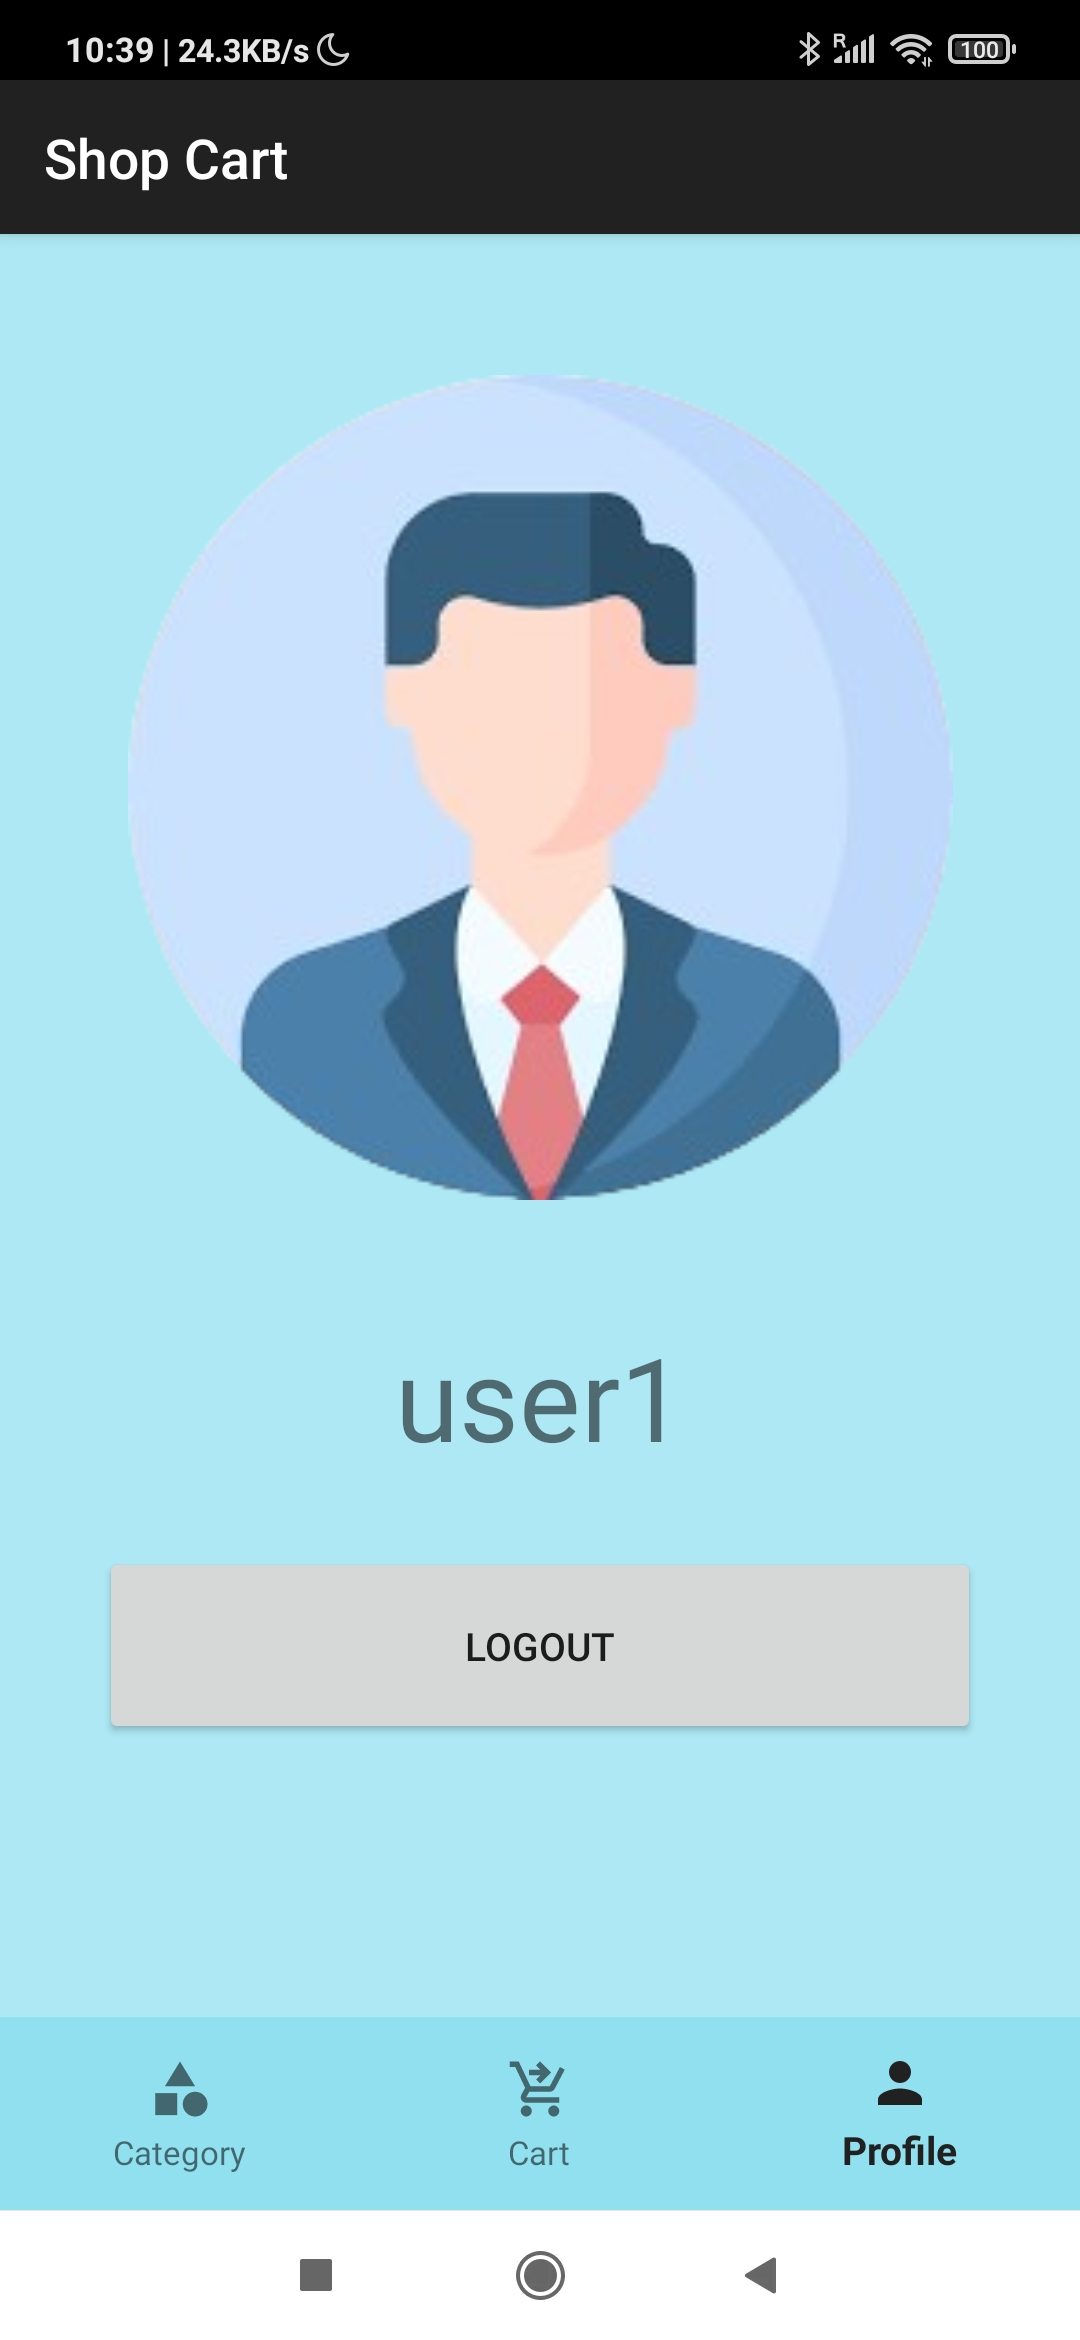 10:39 | 24.3KB/s R 100
Shop Cart
user1
LOGOUT
Category Cart Profile